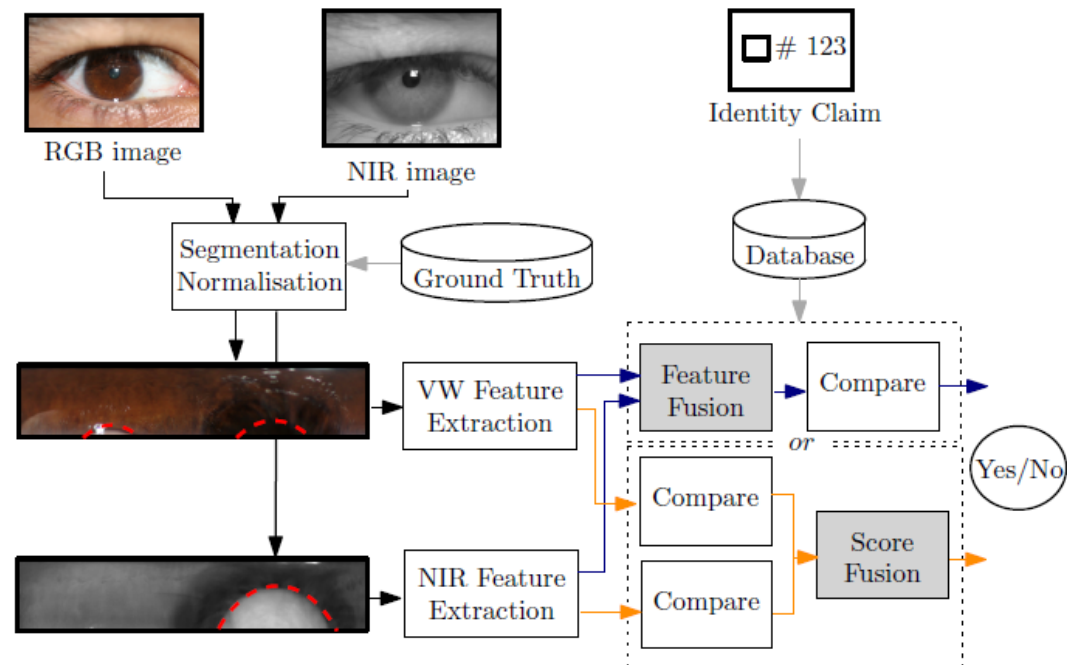 # 123
Identity Claim
RGB image
NIR image
Segmentation
Normalisation
Ground Truth
Database
VW Feature
Extraction
Feature
Fusion
Compare
or
Yes/No
Compare
Score
Fusion
NIR Feature
Extraction
Compare